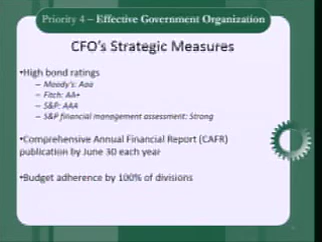 Priority 4 – Effective Government Organization
CFO's Strategic Measures
•High bond ratings
– Moody's: Aaa
– Fitch: AA+
– S&P: AAA
– S&P financial management assessment: Strong
•Comprehensive Annual Financial Report (CAFR)
publication by June 30 each year
•Budget adherence by 100% of divisions